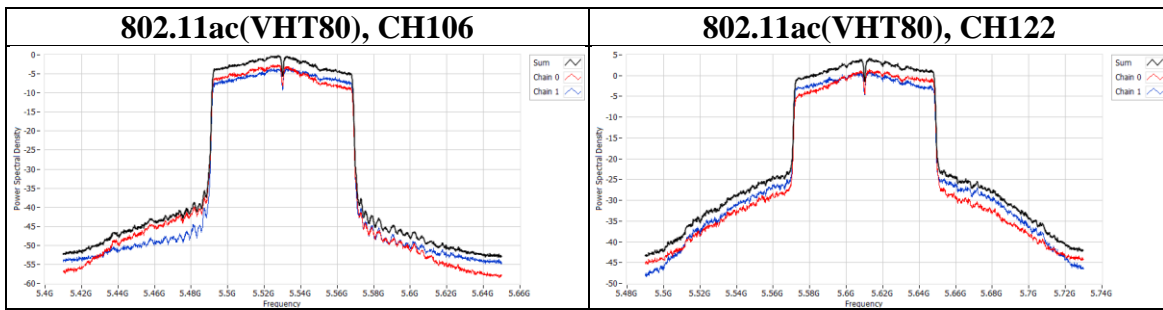 802.11ac(VHT80), CH106
802.11ac(VHT80), CH122
Power Spectral Density
0
-5
-10
-15
-20
-25
-30
-35
-40
-45
-50
-55
-60
5.4G 5.42G 5.44G 5.46G 5.48G 5.5G 5.52G 5.54G 5.56G 5.58G 5.6G 5.62G 5.64G 5.66G
Frequency
Sum
Chain 0
Chain 1
Power Spectral Density
5
0
-5
-10
-15
-20
-25
-30
-35
-40
-45
-50
5.48G 5.5G 5.52G 5.54G 5.56G 5.58G 5.6G 5.62G 5.64G 5.66G 5.68G 5.7G 5.72G 5.74G
Frequency
Sum
Chain 0
Chain 1